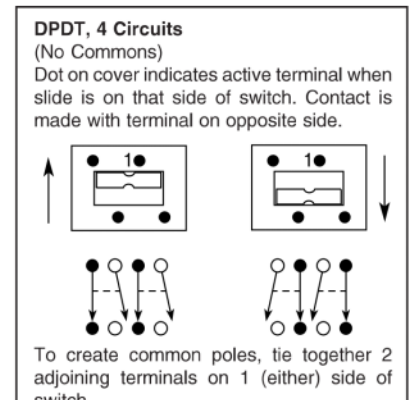 DPDT, 4 Circuits
(No Commons)
Dot on cover indicates active terminal when
slide is on that side of switch. Contact is
made with terminal on opposite side.
1 1
To create common poles, tie together 2
adjoining terminals on 1 (either) side of
switch